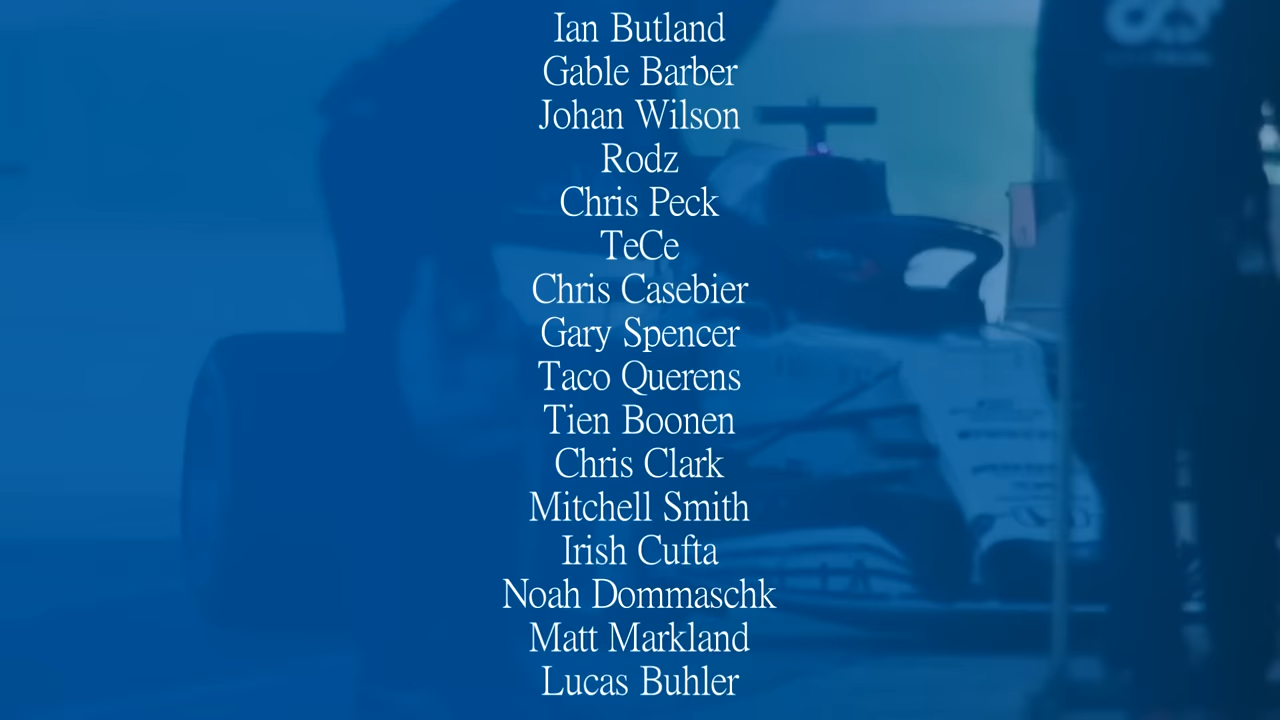 Ian Butland
Gable Barber
Johan Wilson
Rodz
Chris Peck
TeCe
Chris Casebier
Gary Spencer
Taco Querens
Tien Boonen
Chris Clark
Mitchell Smith
Irish Cufta
Noah Dommaschk
Matt Markland
Lucas Buhler